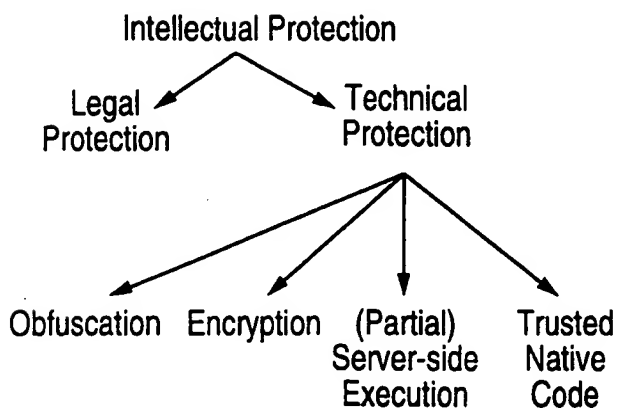 Intellectual Protection
Legal
Protection
Technical
Protection
Obfuscation
Encryption
(Partial)
Server-side
Execution
Trusted
Native
Code